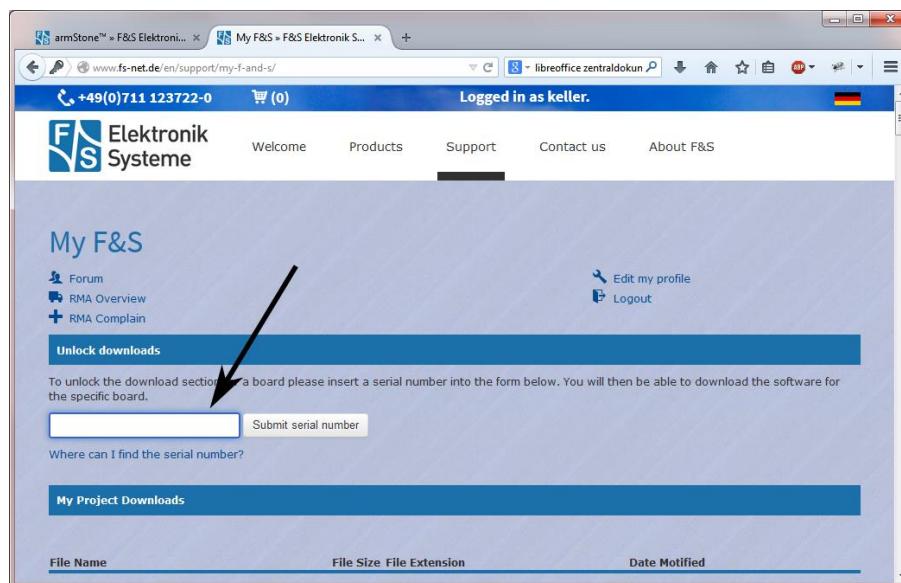 armStone™ » F&S Elektroni... ×
My F&S » F&S Elektronik S... ×
www.fs-net.de/en/support/my-f-and-s/
libreoffice zentraldokun
+49(0)711 123722-0 (0) Logged in as keller.
F&S Elektronik Systeme
Welcome Products Support Contact us About F&S
My F&S
Forum
RMA Overview
RMA Complain
Edit my profile
Logout
Unlock downloads
To unlock the download section a board please insert a serial number into the form below. You will then be able to download the software for
the specific board.
Submit serial number
Where can I find the serial number?
My Project Downloads
File Name File Size File Extension Date Motified